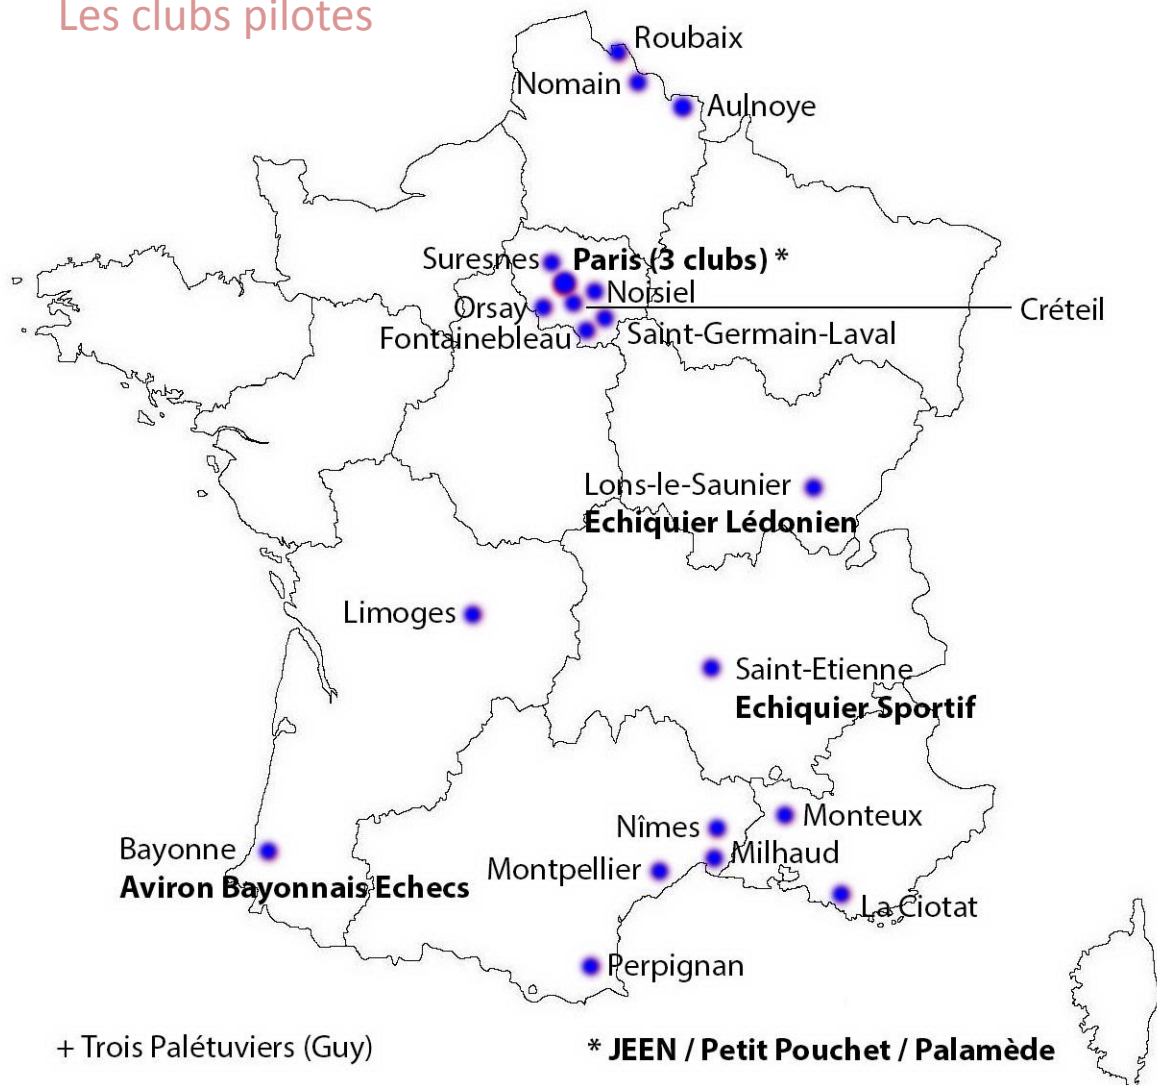 Les clubs pilotes
Roubaix
Nomain
Aulnoye
Suresnes
Paris (3 clubs) *
Noisiel
Orsay
Créteil
Fontainebleau
Saint-Germain-Laval
Lons-le-Saunier
Echiquier Lédonien
Limoges
Saint-Etienne
Echiquier Sportif
Monteux
Nîmes
Milhaud
Bayonne
Montpellier
Aviron Bayonnais Echecs
La Ciotat
Perpignan
+ Trois Palétuviers (Guy)
* JEEN / Petit Pouchet / Palamède